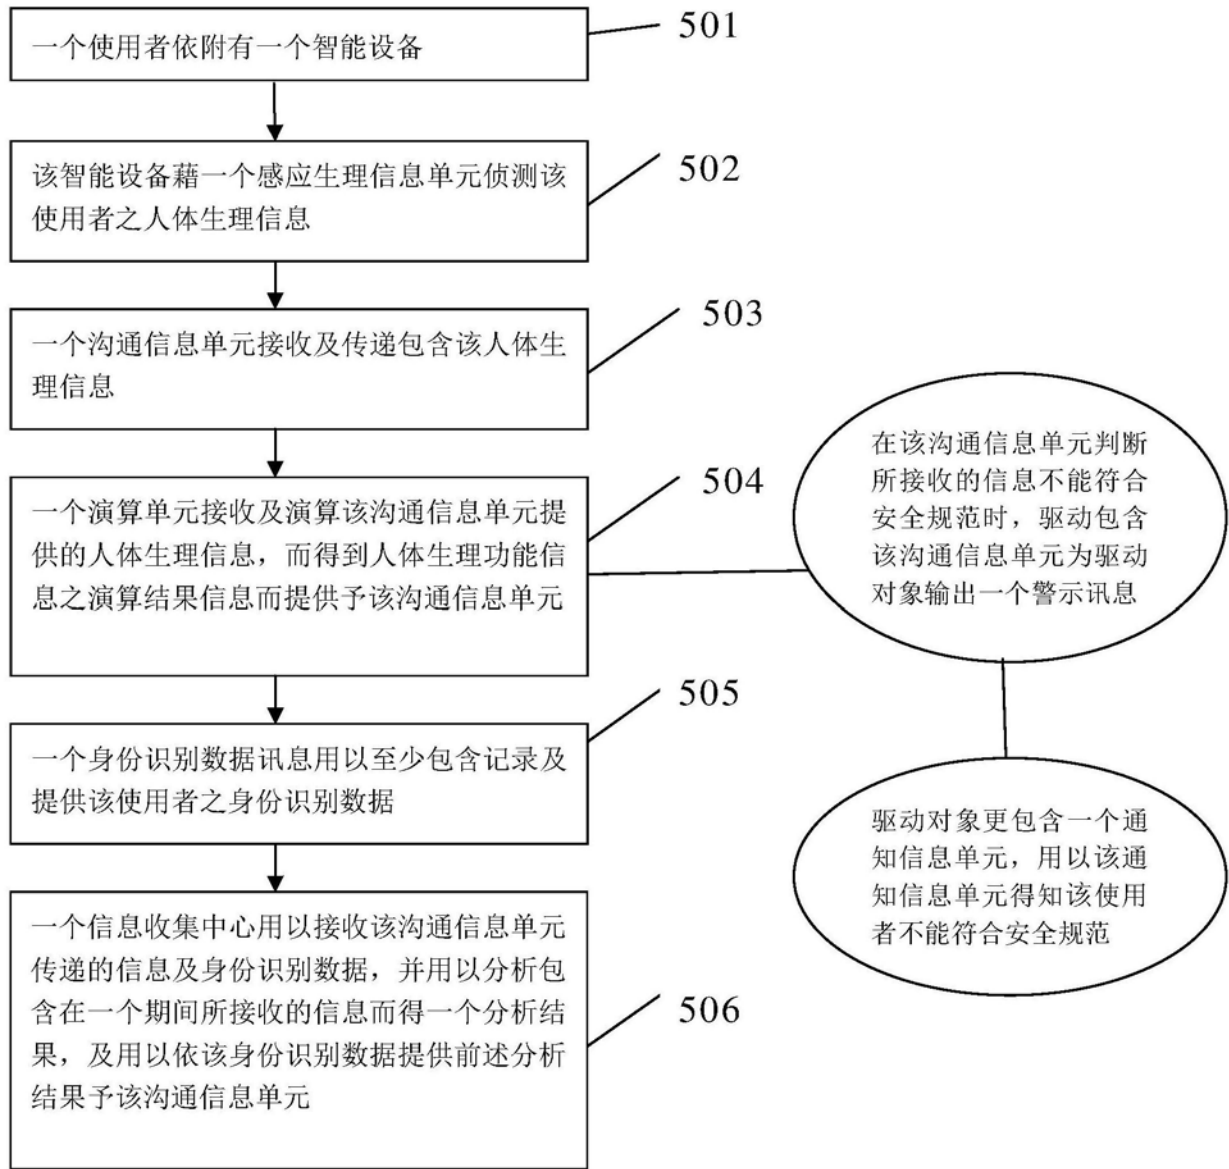 一个使用者依附有一个智能设备
501
该智能设备藉一个感应生理信息单元侦测该
使用者之人体生理信息
502
一个沟通信息单元接收及传递包含该人体生
理信息
503
一个演算单元接收及演算该沟通信息单元提
供的人体生理信息，而得到人体生理功能信
息之演算结果信息而提供予该沟通信息单元
504
在该沟通信息单元判断
所接收的信息不能符合
安全规范时，驱动包含
该沟通信息单元为驱动
对象输出一个警示讯息
一个身份识别数据讯息用以至少包含记录及
提供该使用者之身份识别数据
505
驱动对象更包含一个通
知信息单元，用以该通
知信息单元得知该使用
者不能符合安全规范
一个信息收集中心用以接收该沟通信息单元
传递的信息及身份识别数据，并用以分析包
含在一个期间所接收的信息而得一个分析结
果，及用以依该身份识别数据提供前述分析
结果予该沟通信息单元
506